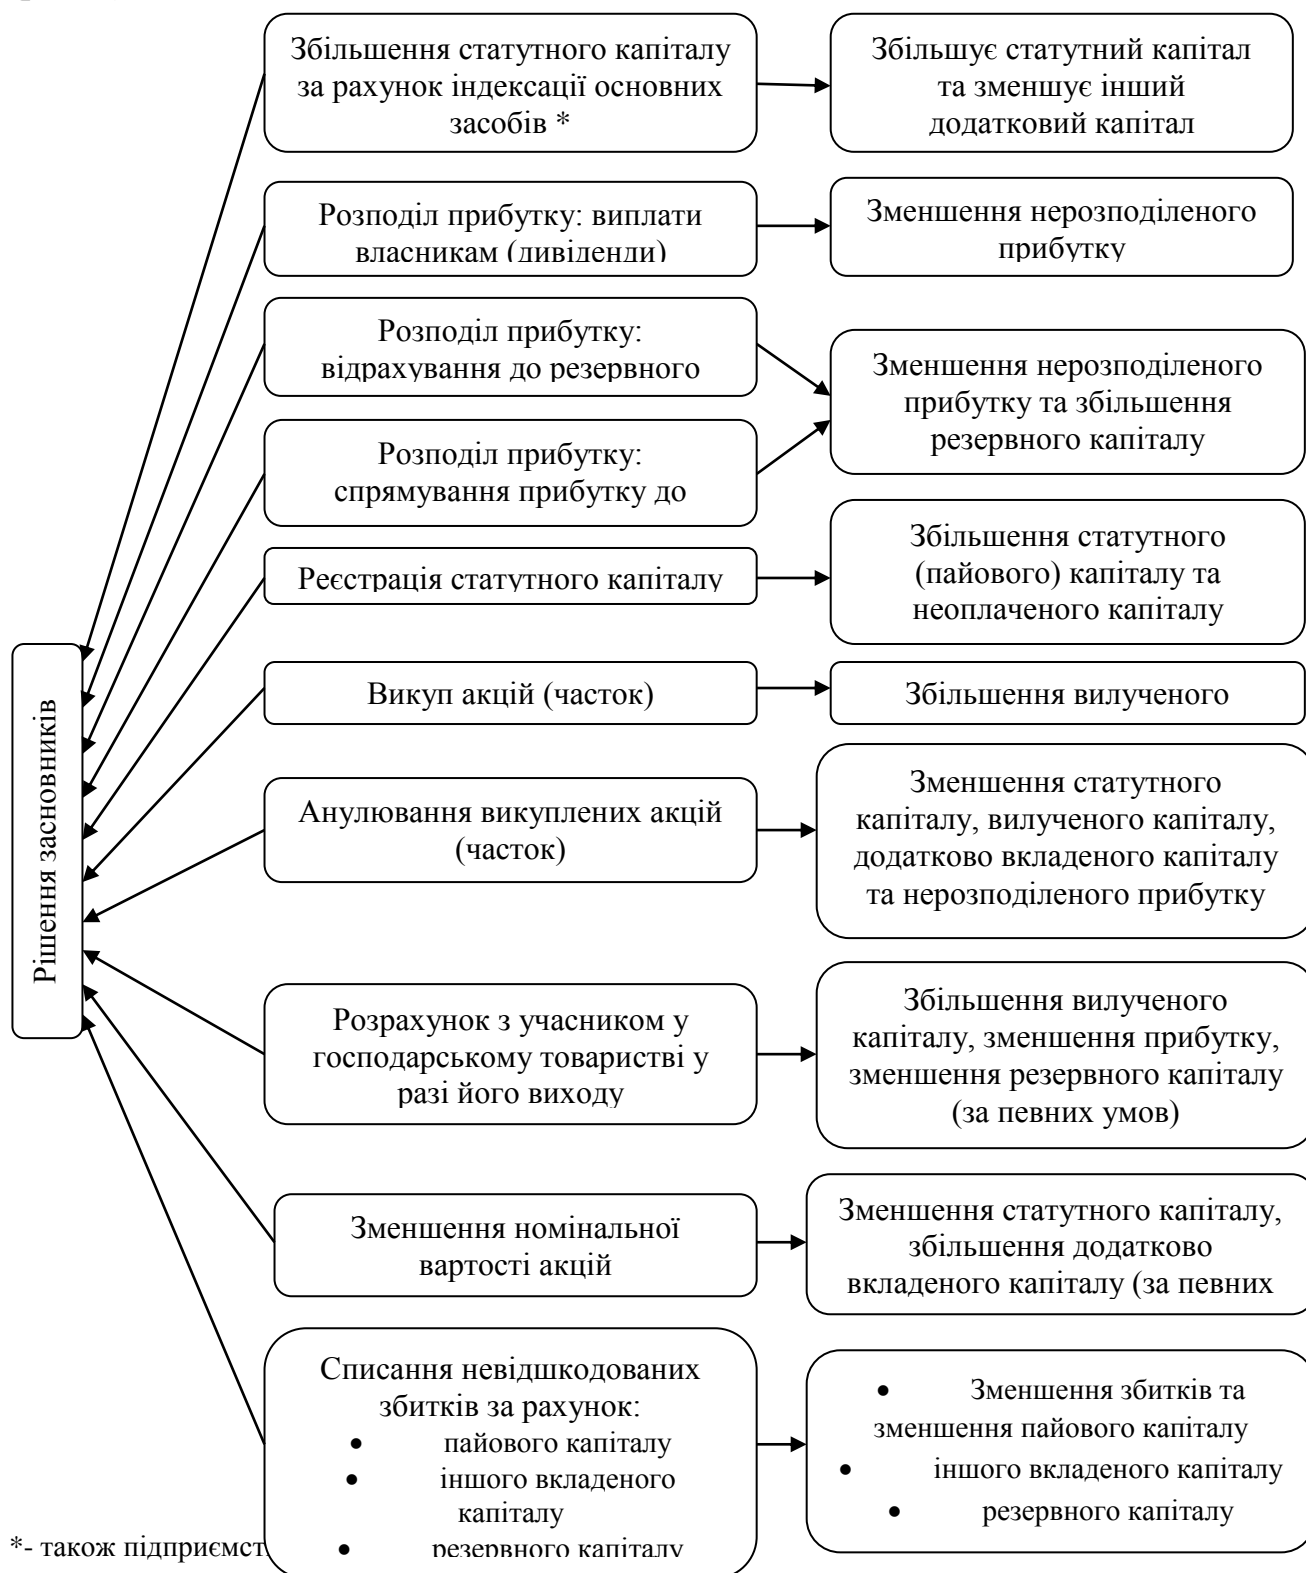 Збільшення статутного капіталу
за рахунок індексації основних
засобів *
Збільшує статутний капітал
та зменшує інший
додатковий капітал
Розподіл прибутку: виплати
власникам (дивіденди)
Зменшення нерозподіленого
прибутку
Розподіл прибутку:
відрахування до резервного
Розподіл прибутку:
спрямування прибутку до
Зменшення нерозподіленого
прибутку та збільшення
резервного капіталу
Реєстрація статутного капіталу
Збільшення статутного
(пайового) капіталу та
неоплаченого капіталу
Рішення засновників
Викуп акцій (часток)
Збільшення вилученого
Анулювання викуплених акцій
(часток)
Зменшення статутного
капіталу, вилученого капіталу,
додатково вкладеного капіталу
та нерозподіленого прибутку
Розрахунок з учасником у
господарському товаристві у
разі його виходу
Збільшення вилученого
капіталу, зменшення прибутку,
зменшення резервного капіталу
(за певних умов)
Зменшення номінальної
вартості акцій
Зменшення статутного капіталу,
збільшення додатково
вкладеного капіталу (за певних
Списання невідшкодованих
збитків за рахунок:
• пайового капіталу
• іншого вкладеного
капіталу
• резервного капіталу
• Зменшення збитків та
зменшення пайового капіталу
• іншого вкладеного капіталу
• резервного капіталу
*- також підприємст